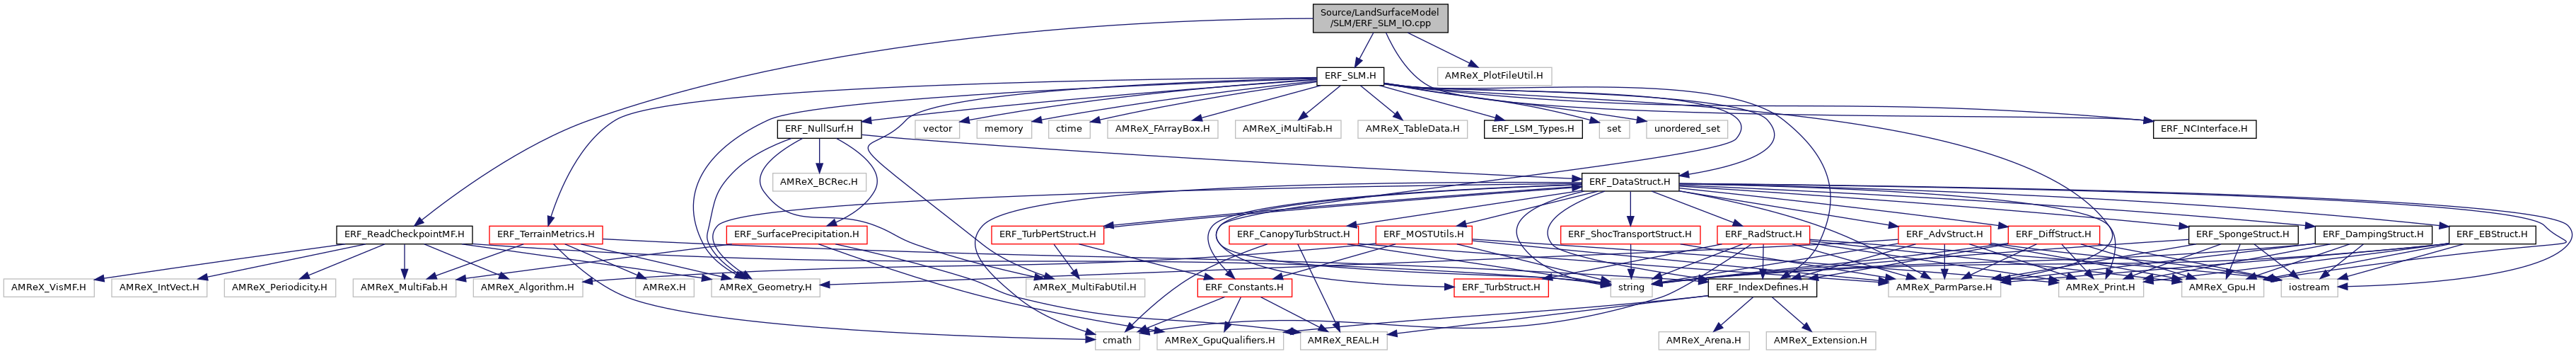 Source/LandSurfaceModel
/SLM/ERF_SLM_IO.cpp
ERF_SLM.H
AMReX_PlotFileUtil.H
ERF_NullSurf.H
vector
memory
ctime
AMReX_FArrayBox.H
AMReX_iMultiFab.H
AMReX_TableData.H
ERF_LSM_Types.H
set
unordered_set
ERF_NCInterface.H
AMReX_BCRec.H
ERF_DataStruct.H
ERF_ReadCheckpointMF.H
ERF_TerrainMetrics.H
ERF_SurfacePrecipitation.H
ERF_TurbPertStruct.H
ERF_CanopyTurbStruct.H
ERF_MOSTUtils.H
ERF_ShocTransportStruct.H
ERF_RadStruct.H
ERF_AdvStruct.H
ERF_DiffStruct.H
ERF_SpongeStruct.H
ERF_DampingStruct.H
ERF_EBStruct.H
AMReX_VisMF.H
AMReX_IntVect.H
AMReX_Periodicity.H
AMReX_MultiFab.H
AMReX_Algorithm.H
AMReX.H
AMReX_Geometry.H
AMReX_MultiFabUtil.H
ERF_Constants.H
ERF_TurbStruct.H
string
ERF_IndexDefines.H
AMReX_ParmParse.H
AMReX_Print.H
AMReX_Gpu.H
iostream
cmath
AMReX_GpuQualifiers.H
AMReX_REAL.H
AMReX_Arena.H
AMReX_Extension.H